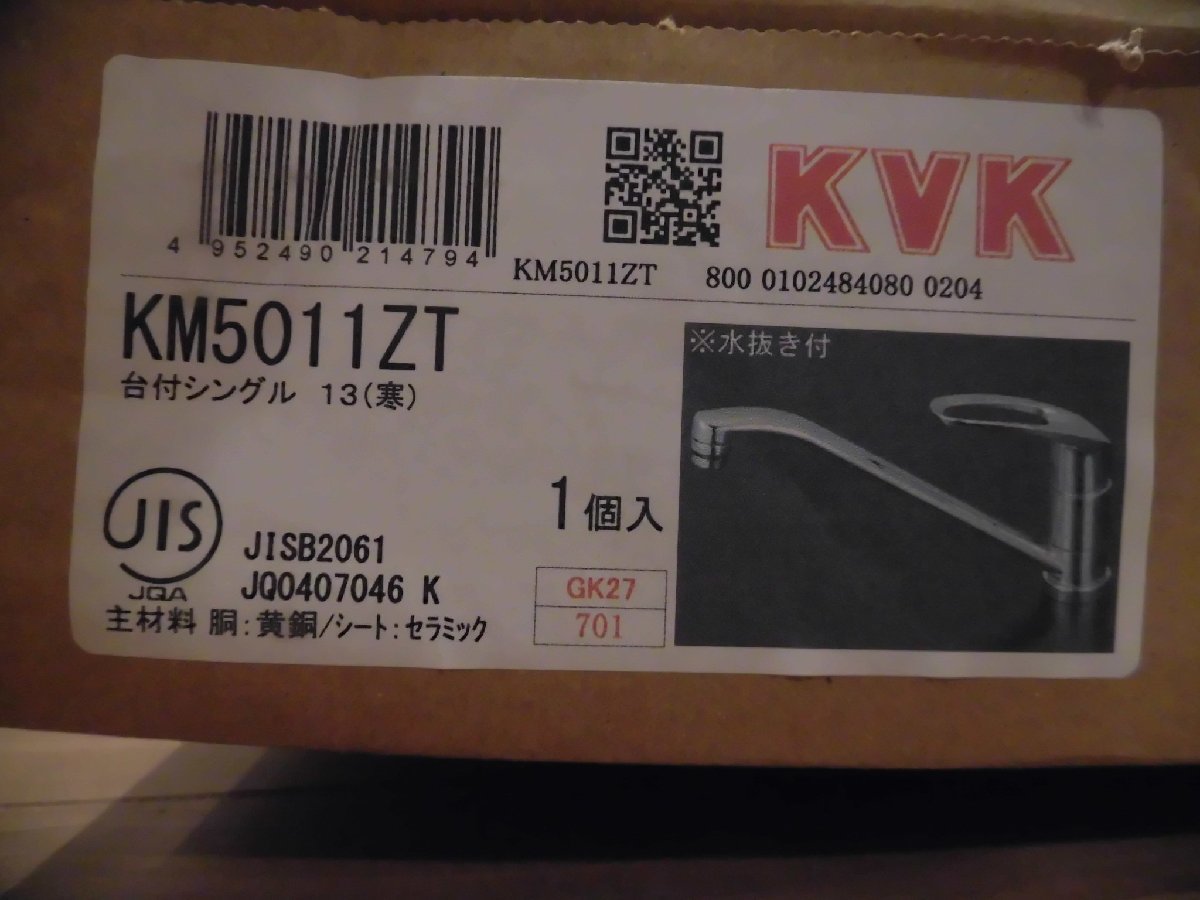 KVK
4 952490 214794
KM5011ZT 800 0102484080 0204
KM5011ZT
台付シングル 13(寒)
※水抜き付
1個入
JIS
JQA
JISB2061
JQ0407046 K
主材料 胴:黄銅/シート:セラミック
GK27
701